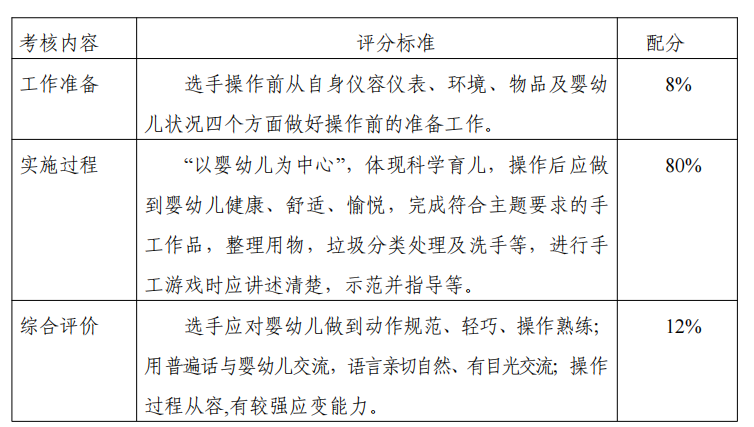 考核内容 评分标准 配分
工作准备 选手操作前从自身仪容仪表、环境、物品及婴幼 8%
儿状况四个方面做好操作前的准备工作。
实施过程 “以婴幼儿为中心”，体现科学育儿，操作后应做 80%
到婴幼儿健康、舒适、愉悦，完成符合主题要求的手
工作品，整理用物，垃圾分类处理及洗手等，进行手
工游戏时应讲述清楚，示范并指导等。
综合评价 选手应对婴幼儿做到动作规范、轻巧、操作熟练； 12%
用普遍话与婴幼儿交流，语言亲切自然、有目光交流；操作
过程从容,有较强应变能力。